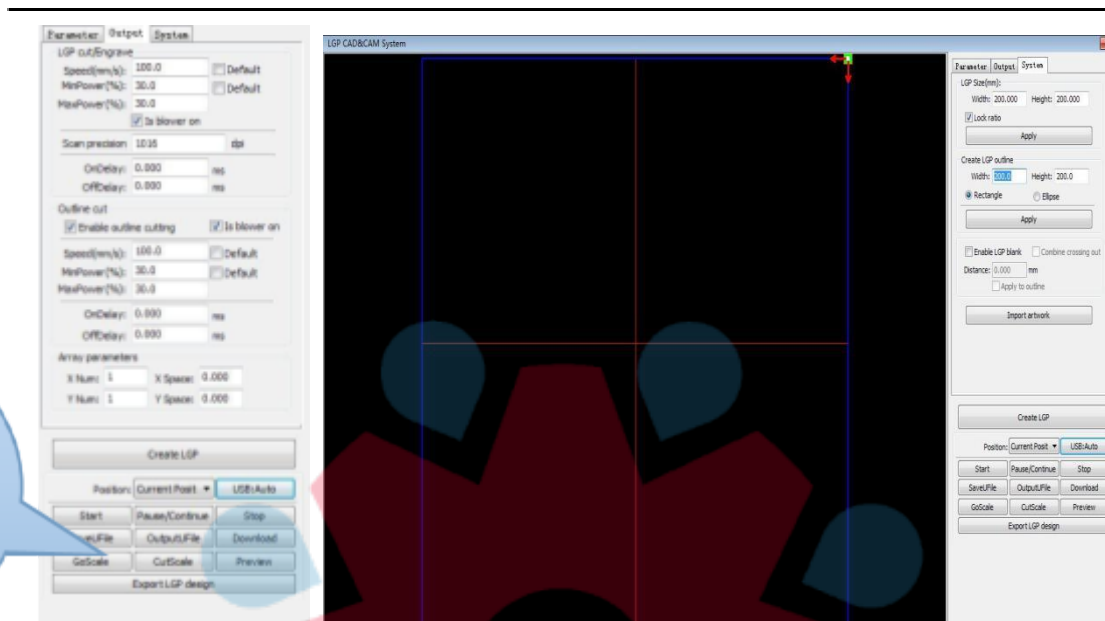 Parameter Output System
LGP cut/Engrave
Speed(mm/s): 100.0 Default
MinPower(%): 30.0 Default
MaxPower(%): 30.0
Is blower on
Scan precision 1016 dpi
OnDelay: 0.000 ms
OffDelay: 0.000 ms
Outline cut
Enable outline cutting Is blower on
Speed(mm/s): 100.0 Default
MinPower(%): 30.0 Default
MaxPower(%): 30.0
OnDelay: 0.000 ms
OffDelay: 0.000 ms
Array parameters
X Num: 1 X Space: 0.000
Y Num: 1 Y Space: 0.000
Create LGP
Position: Current Posit USB:Auto
Start Pause/Continue Stop
veUFile OutputUFile Download
GoScale CutScale Preview
Export LGP design
LGP CAD&CAM System
Parameter Output System
LGP Size(mm):
Width: 200.000 Height: 200.000
Lock ratio
Apply
Create LGP outline
Width: 200.0 Height: 200.0
Rectangle Ellipse
Apply
Enable LGP blank Combine crossing out
Distance: 0.000 mm
Apply to outline
Import artwork
Create LGP
Position: Current Posit USB:Auto
Start Pause/Continue Stop
SaveUFile OutputUFile Download
GoScale CutScale Preview
Export LGP design